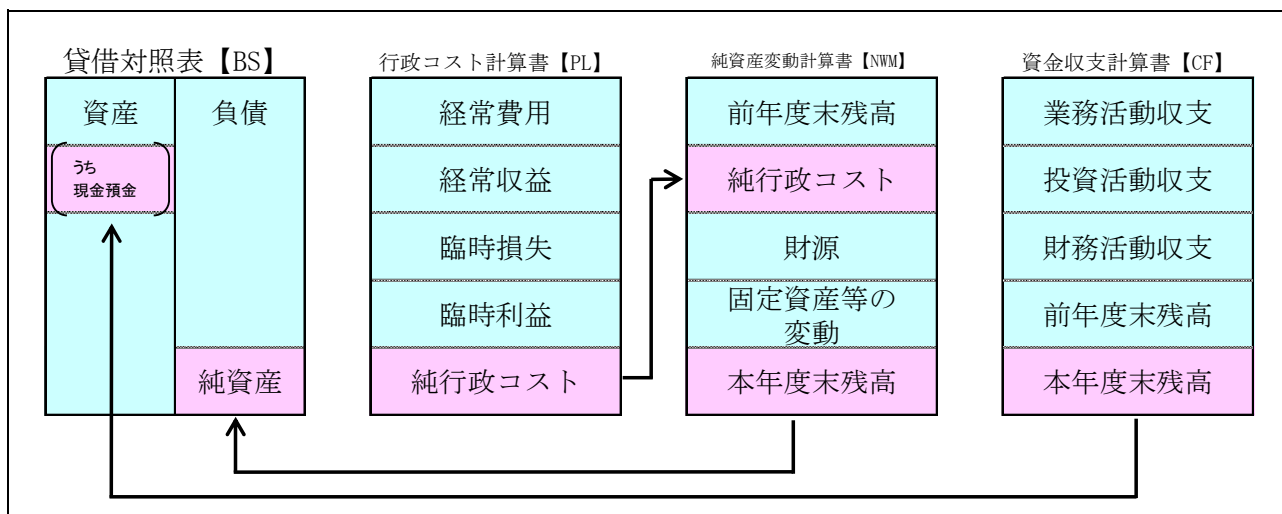 貸借対照表【BS】
資産
負債
うち
現金預金
純資産
行政コスト計算書【PL】
経常費用
経常収益
臨時損失
臨時利益
純行政コスト
純資産変動計算書【NWM】
前年度末残高
純行政コスト
財源
固定資産等の
変動
本年度末残高
資金収支計算書【CF】
業務活動収支
投資活動収支
財務活動収支
前年度末残高
本年度末残高